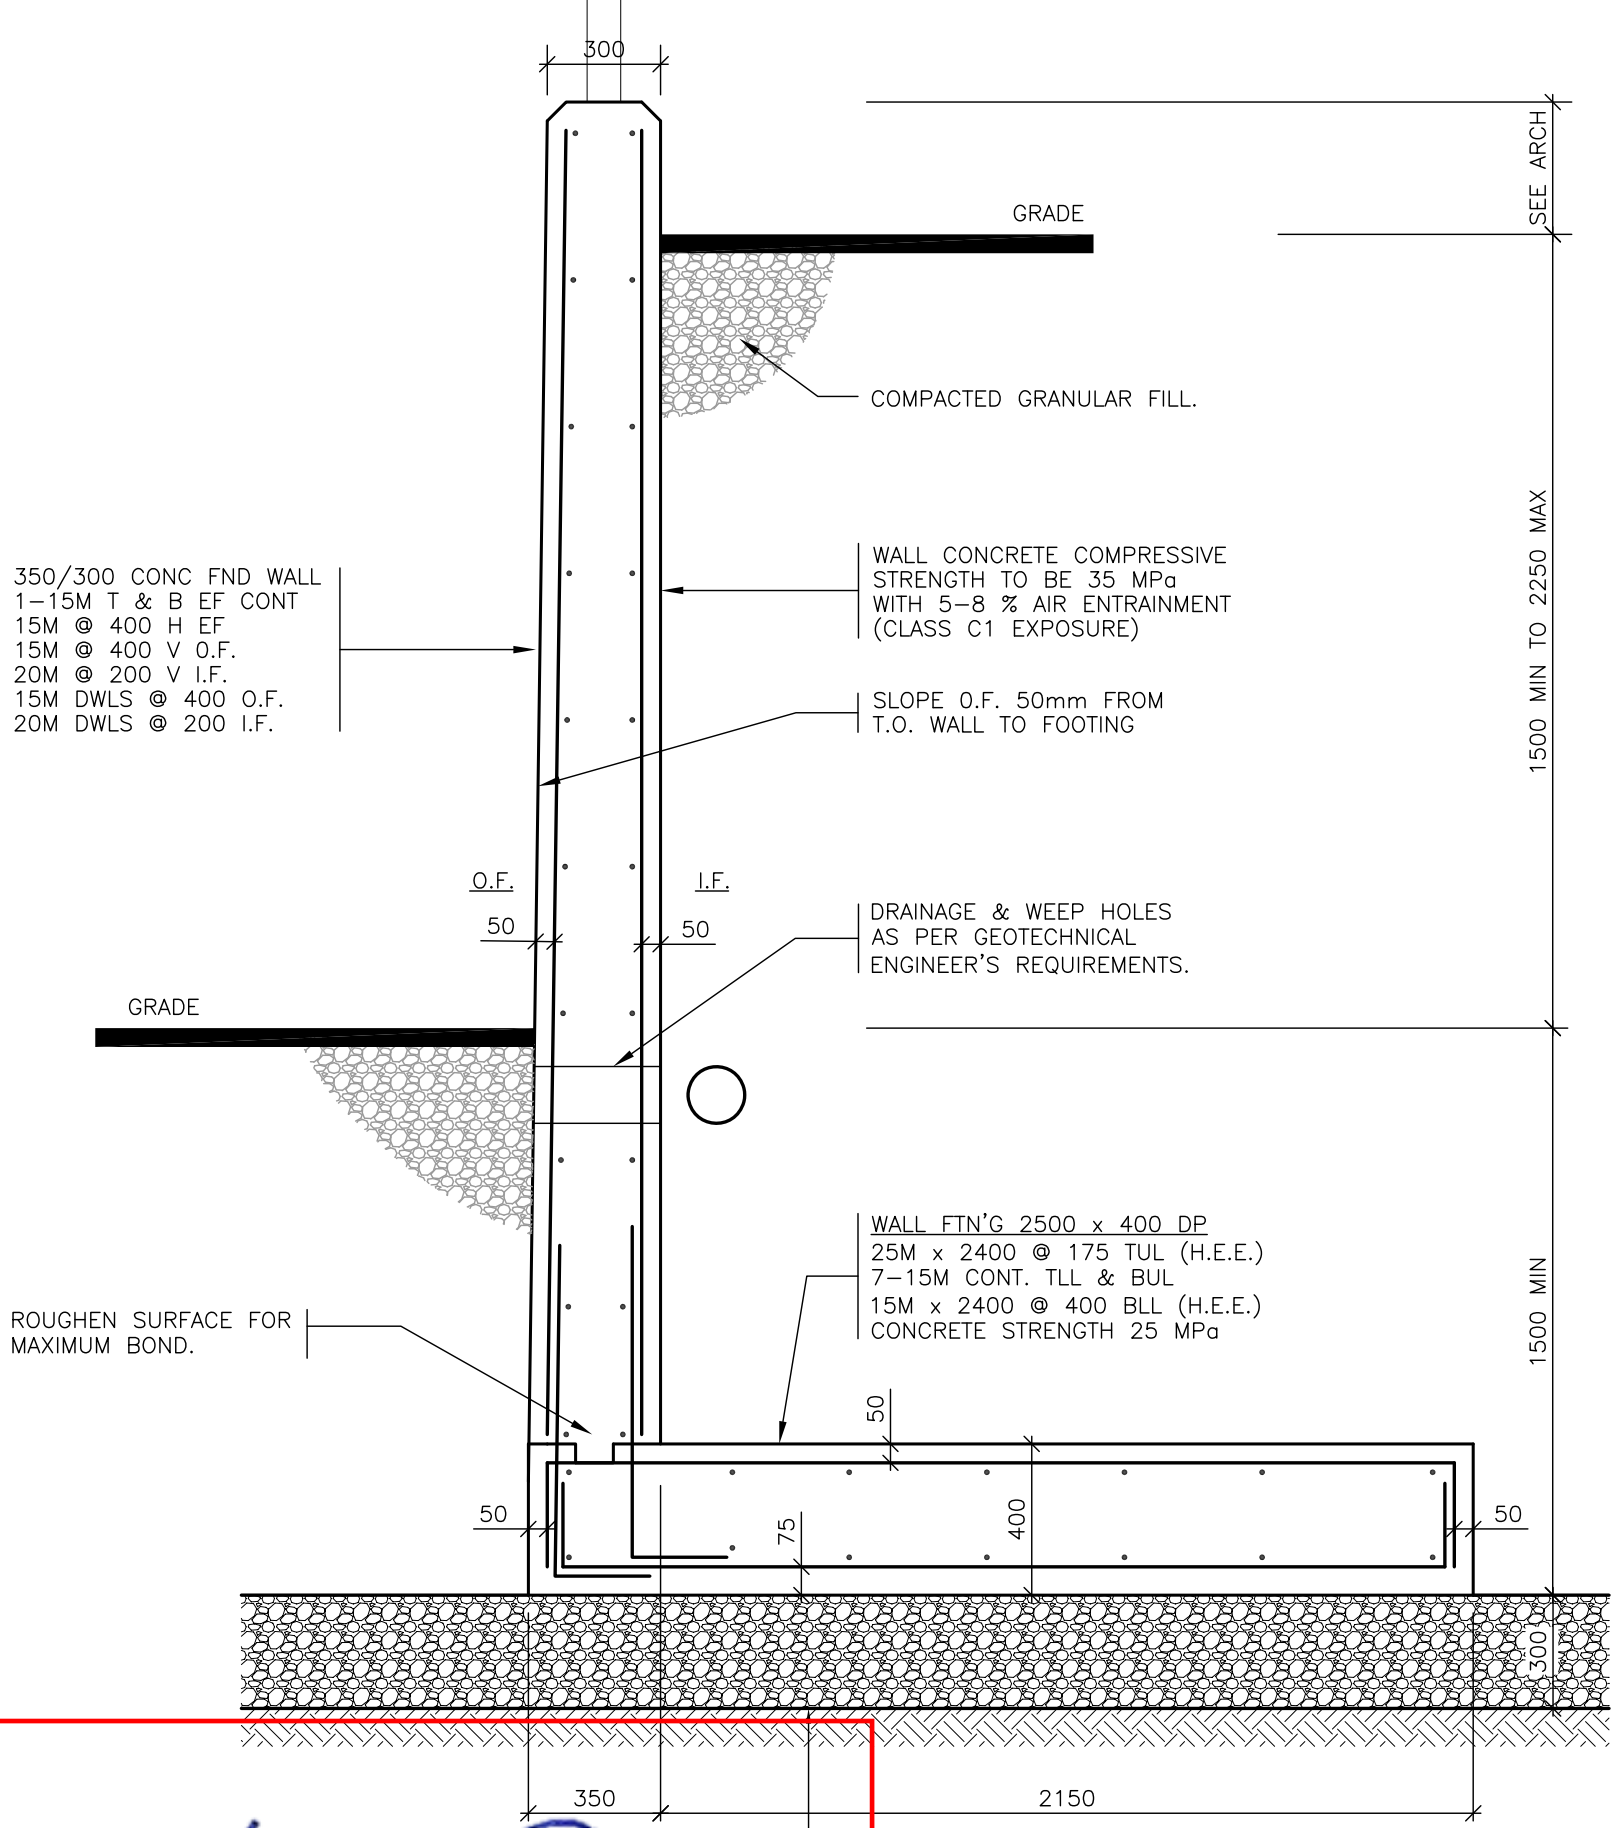 300
SEE ARCH
GRADE
COMPACTED GRANULAR FILL.
1500 MIN TO 2250 MAX
350/300 CONC FND WALL
1-15M T & B EF CONT
15M @ 400 H EF
15M @ 400 V O.F.
20M @ 200 V I.F.
15M DWLS @ 400 O.F.
20M DWLS @ 200 I.F.
WALL CONCRETE COMPRESSIVE
STRENGTH TO BE 35 MPa
WITH 5-8 % AIR ENTRAINMENT
(CLASS C1 EXPOSURE)
SLOPE O.F. 50mm FROM
T.O. WALL TO FOOTING
O.F.
I.F.
50
50
DRAINAGE & WEEP HOLES
AS PER GEOTECHNICAL
ENGINEER'S REQUIREMENTS.
GRADE
WALL FTN'G 2500 x 400 DP
25M x 2400 @ 175 TUL (H.E.E.)
7-15M CONT. TLL & BUL
15M x 2400 @ 400 BLL (H.E.E.)
CONCRETE STRENGTH 25 MPa
1500 MIN
ROUGHEN SURFACE FOR
MAXIMUM BOND.
50
50
75
400
50
300
350
2150